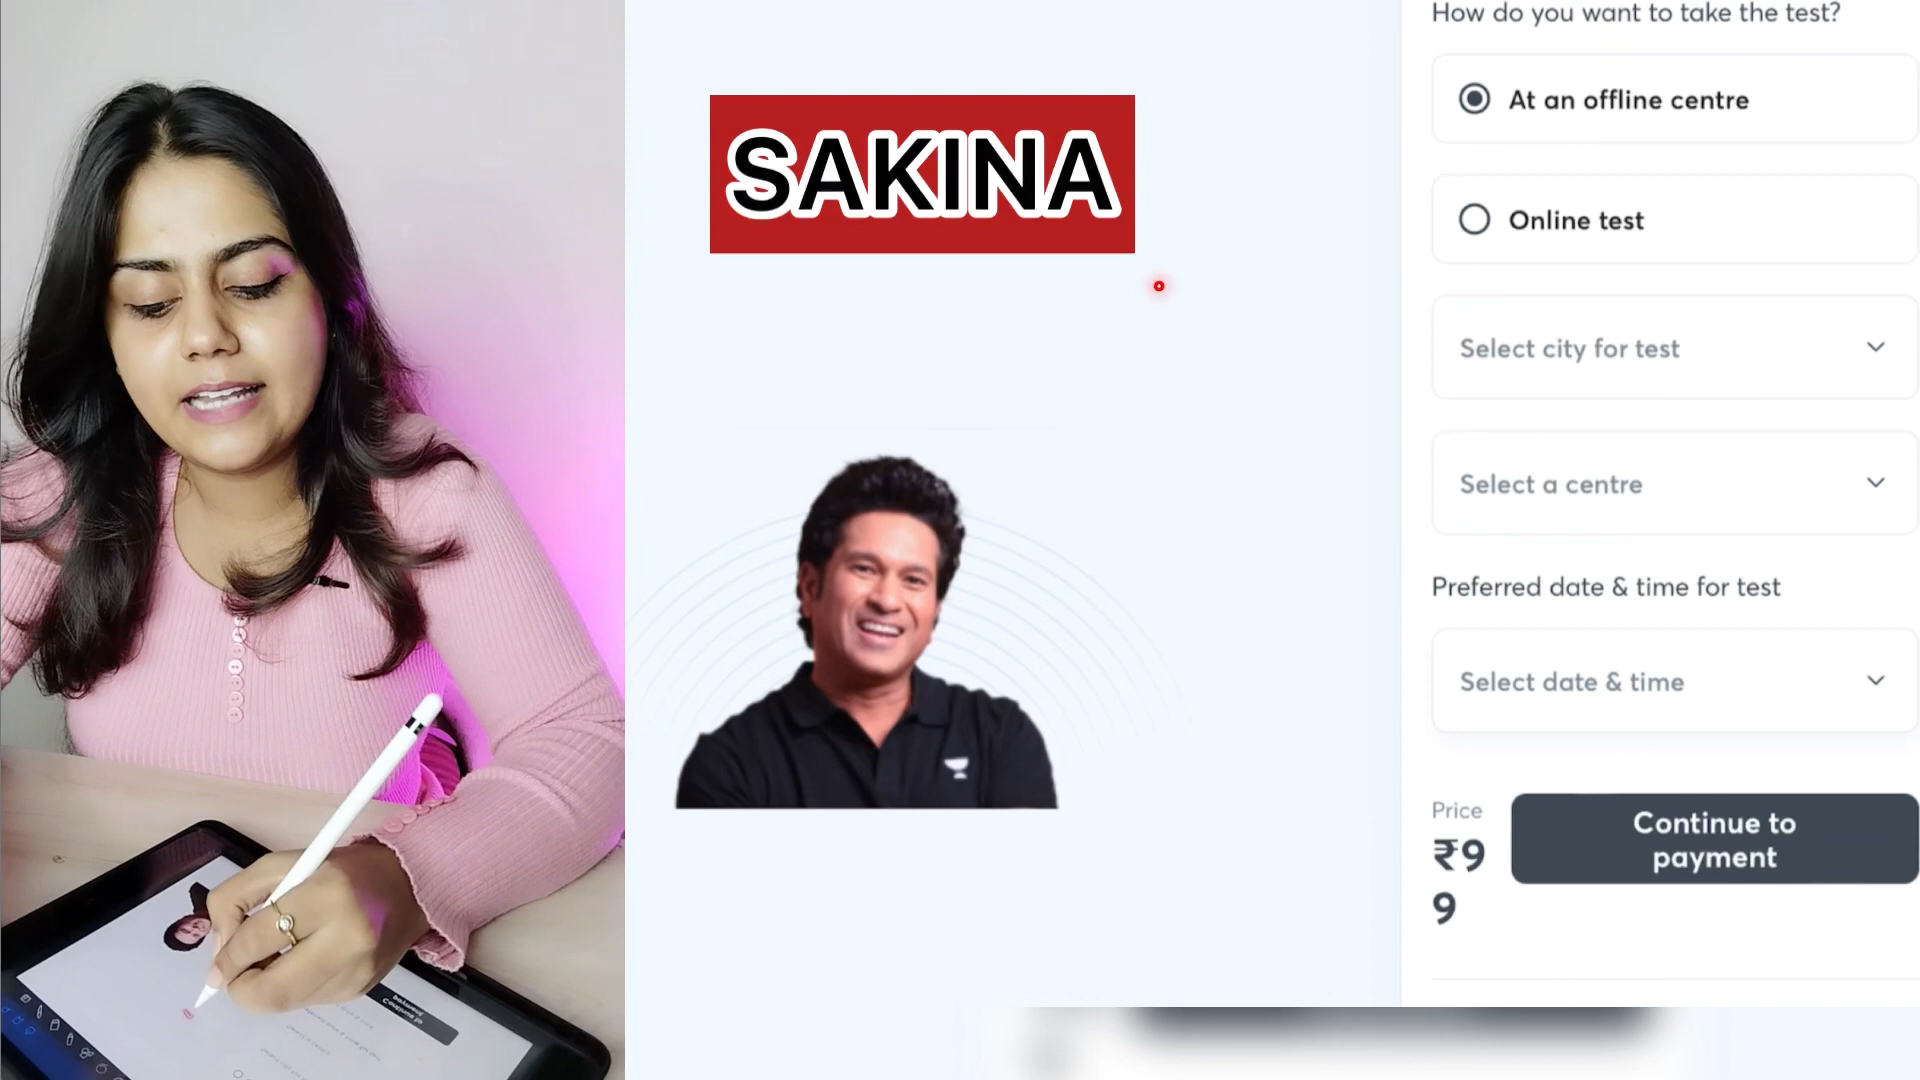 SAKINA
How do you want to take the test?
At an offline centre
Online test
Select city for test
Select a centre
Preferred date & time for test
Select date & time
Price
₹9
9
Continue to
payment